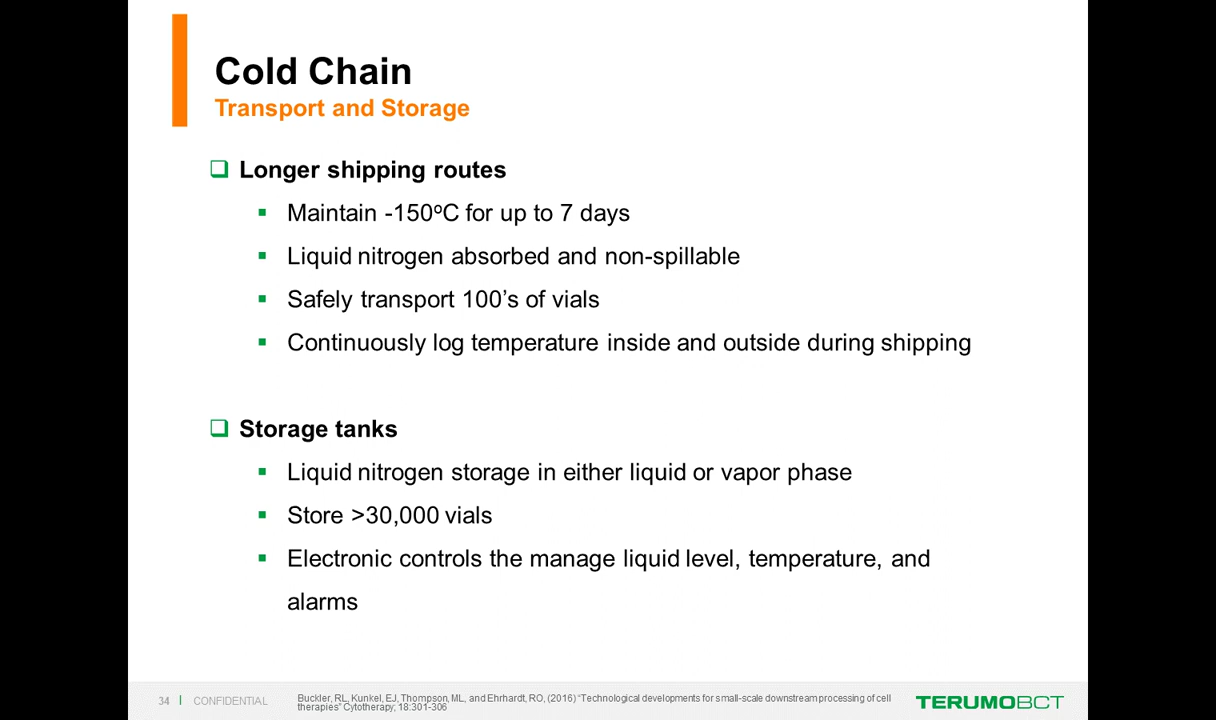 Cold Chain
Transport and Storage
Longer shipping routes
Maintain -150ºC for up to 7 days
Liquid nitrogen absorbed and non-spillable
Safely transport 100’s of vials
Continuously log temperature inside and outside during shipping
Storage tanks
Liquid nitrogen storage in either liquid or vapor phase
Store >30,000 vials
Electronic controls the manage liquid level, temperature, and
alarms
34 | CONFIDENTIAL
Buckler, RL, Kunkel, EJ, Thompson, ML, and Ehrhardt, RO, (2016) “Technological developments for small-scale downstream processing of cell
therapies” Cytotherapy; 18:301-306
TERUMOBCT